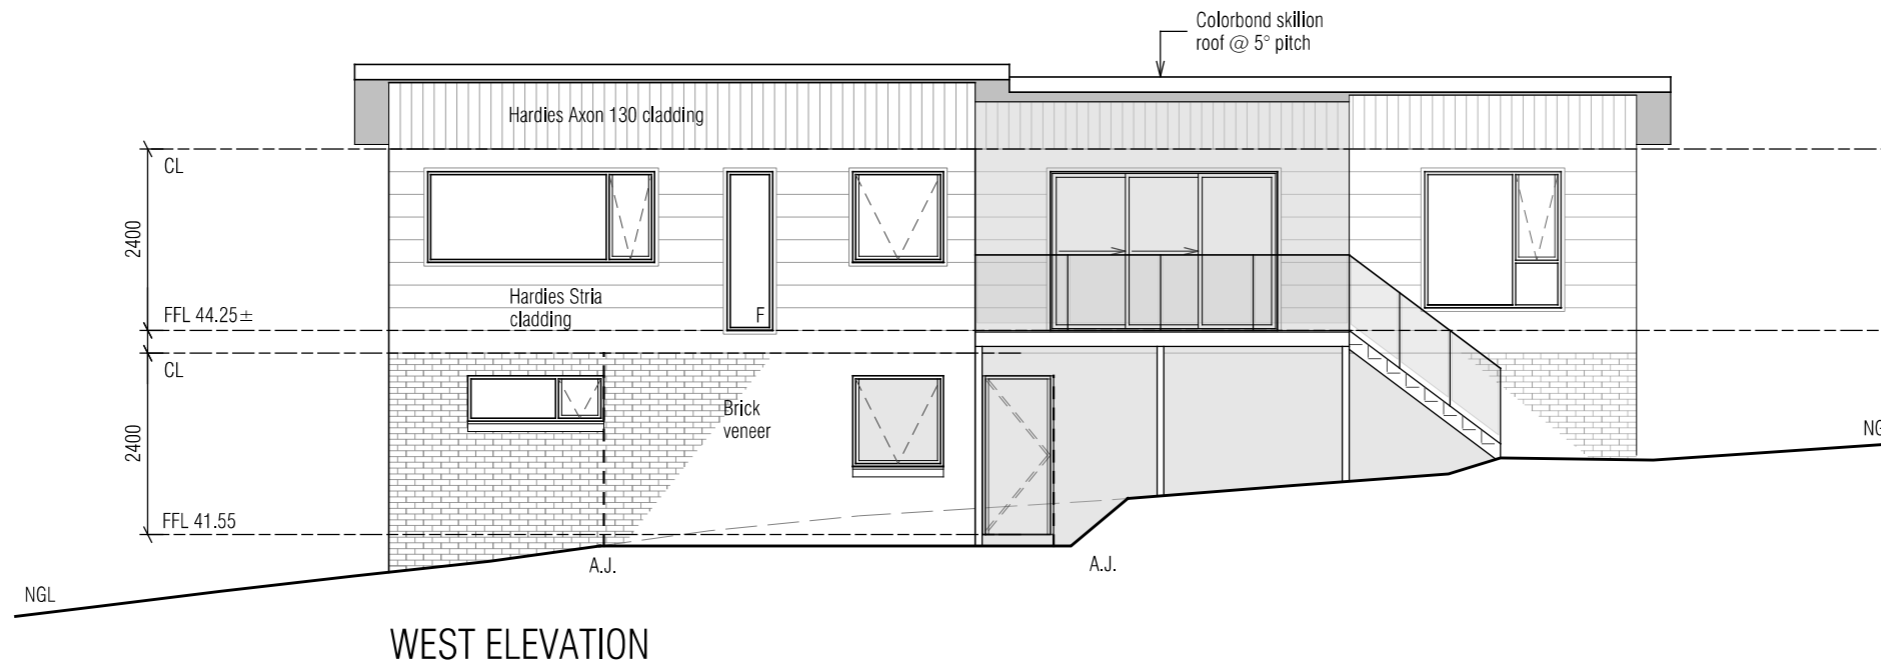 Colorbond skilion
roof @ 5° pitch
Hardies Axon 130 cladding
CL
2400
Hardies Stria
cladding
FFL 44.25±
F
CL
Brick
veneer
2400
NG
FFL 41.55
A.J.
A.J.
NGL
WEST ELEVATION